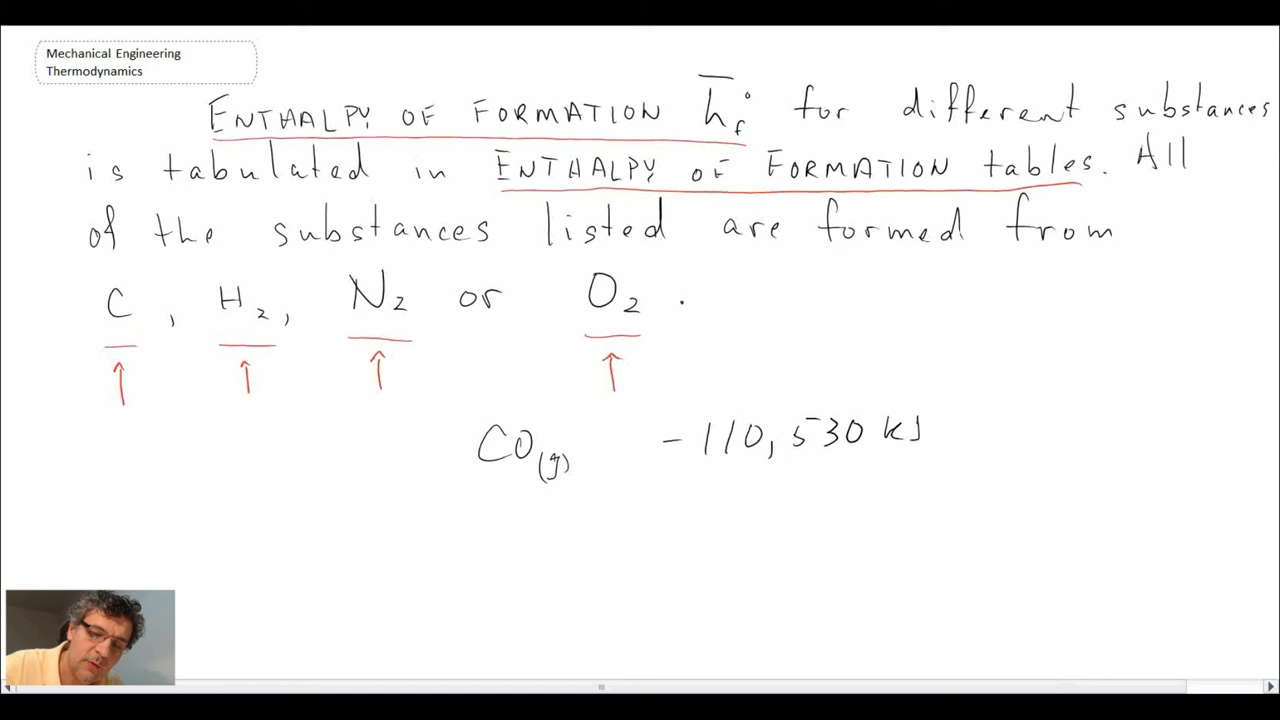 Mechanical Engineering
Thermodynamics
ENTHALPY OF FORMATION h̅f° for different substances
is tabulated in ENTHALPY OF FORMATION tables. All
of the substances listed are formed from
C, H2, N2 or O2.
CO(g) -110,530 kJ